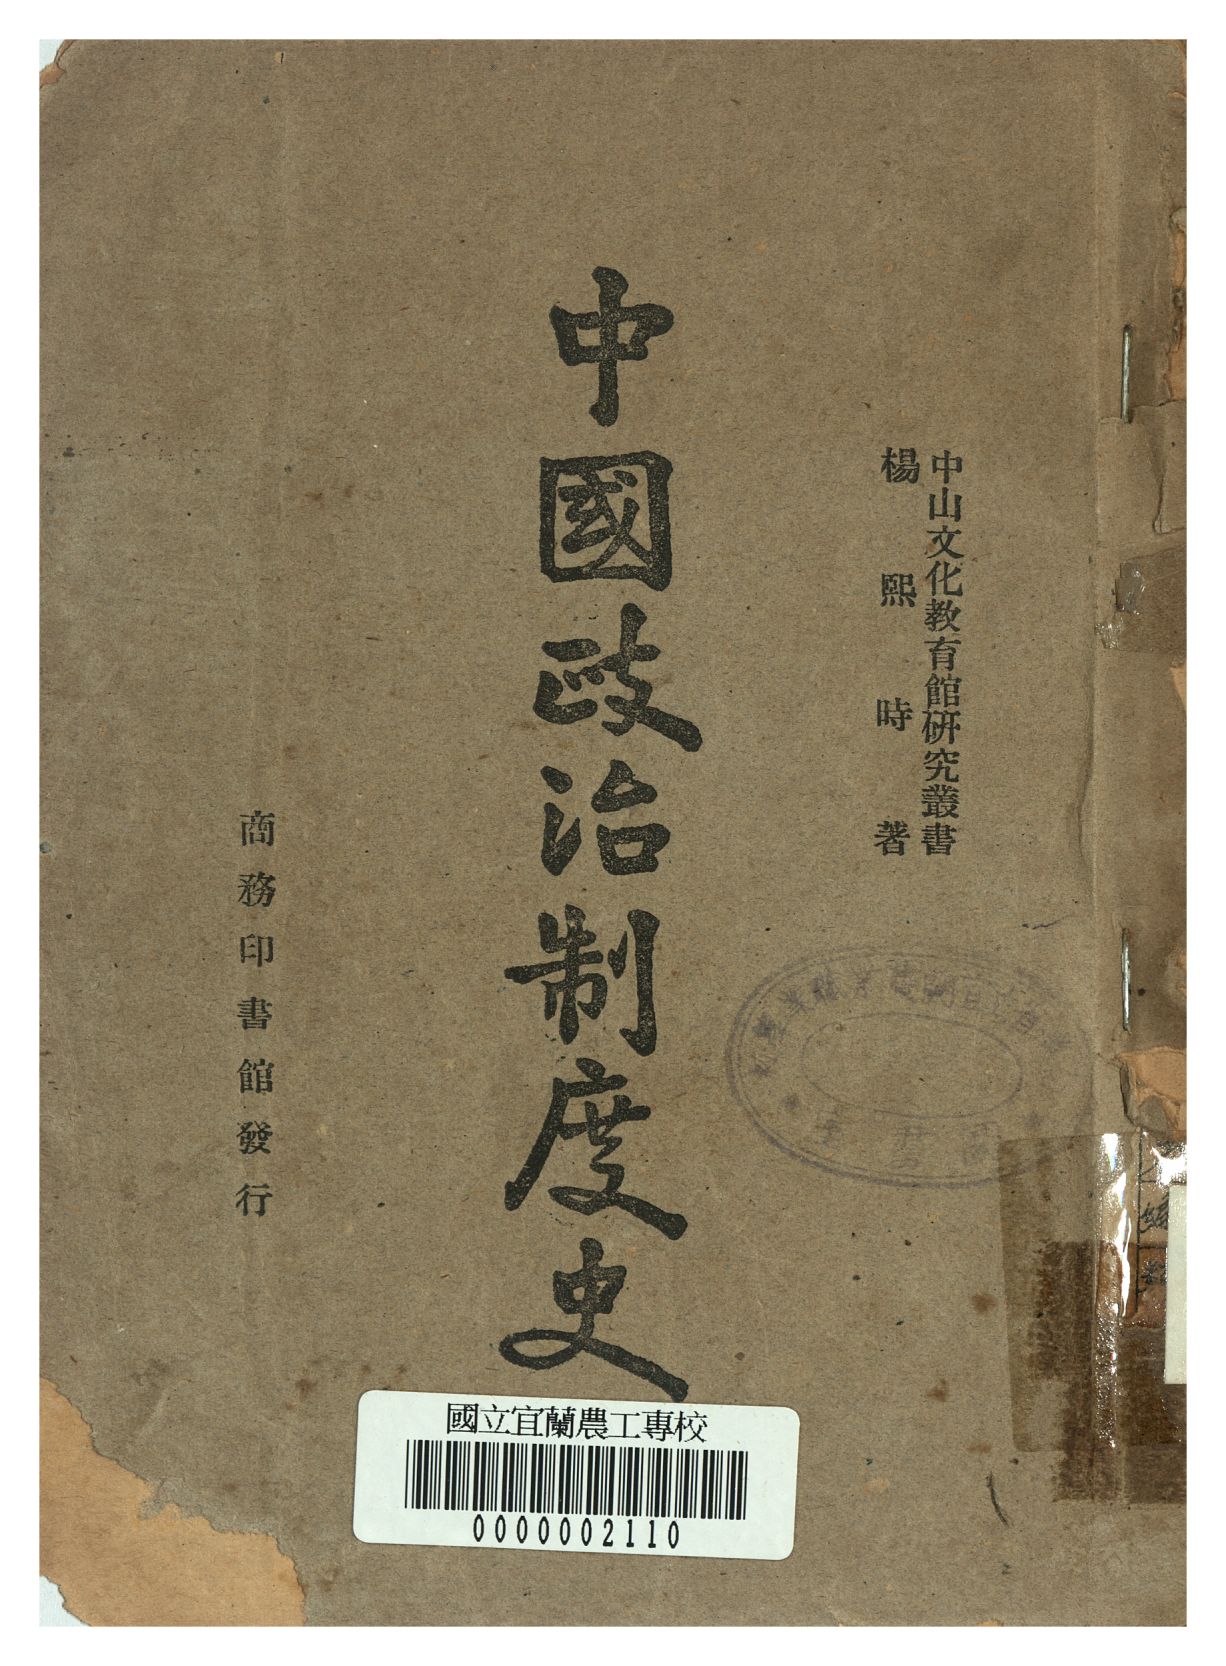 中山文化教育館研究叢書
楊熙時著
中國政治制度史
商務印書館發行
國立宜蘭農工專校
0000002110